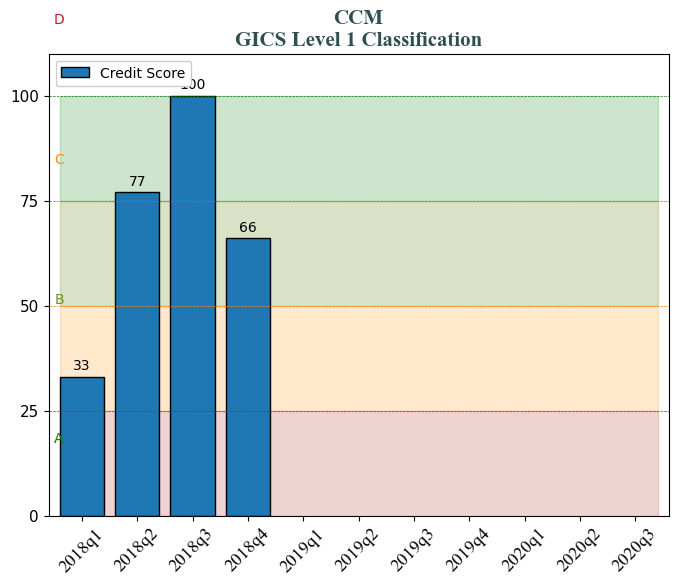 D
CCM
GICS Level 1 Classification
Credit Score
100
75
50
25
0
C
B
A
33
77
100
66
2018q1
2018q2
2018q3
2018q4
2019q1
2019q2
2019q3
2019q4
2020q1
2020q2
2020q3